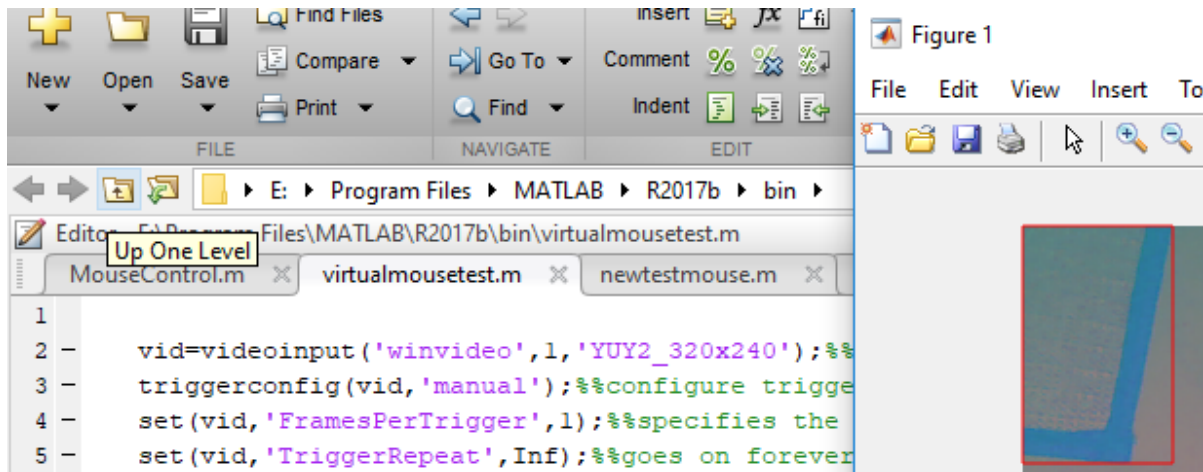 Find Files
Insert fx fi
Figure 1
New Open Save
Compare Go To Comment
File Edit View Insert To
Print Find Indent
FILE NAVIGATE EDIT
E: Program Files MATLAB R2017b bin
Editor Files\MATLAB\R2017b\bin\virtualmousetest.m
Up One Level
MouseControl.m virtualmousetest.m newtestmouse.m
1
2 - vid=videoinput('winvideo',1,'YUY2_320x240');%%
3 - triggerconfig(vid,'manual');%%configure trigge
4 - set(vid,'FramesPerTrigger',1);%%specifies the
5 - set(vid,'TriggerRepeat',Inf);%%goes on forever